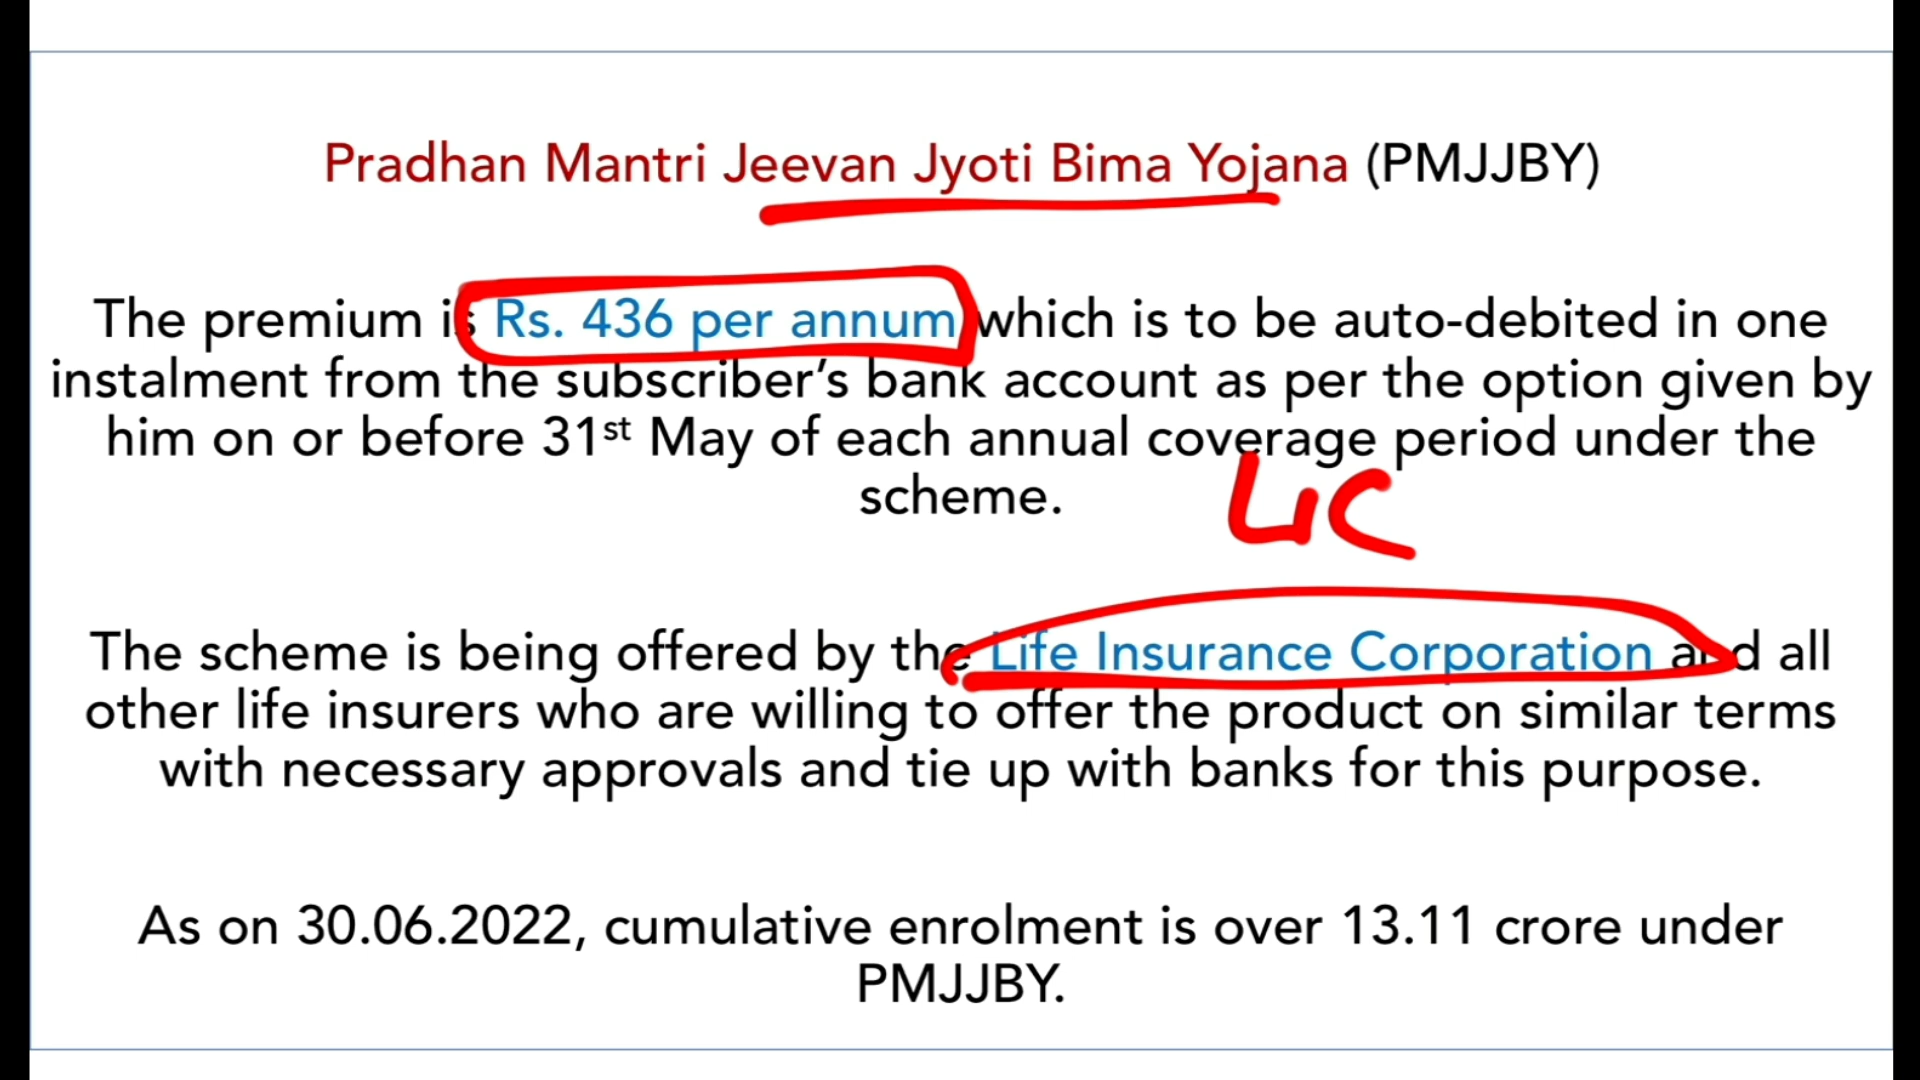 Pradhan Mantri Jeevan Jyoti Bima Yojana (PMJJBY)
The premium is Rs. 436 per annum which is to be auto-debited in one
instalment from the subscriber’s bank account as per the option given by
him on or before 31st May of each annual coverage period under the
scheme.
LIC
The scheme is being offered by the Life Insurance Corporation and all
other life insurers who are willing to offer the product on similar terms
with necessary approvals and tie up with banks for this purpose.
As on 30.06.2022, cumulative enrolment is over 13.11 crore under
PMJJBY.